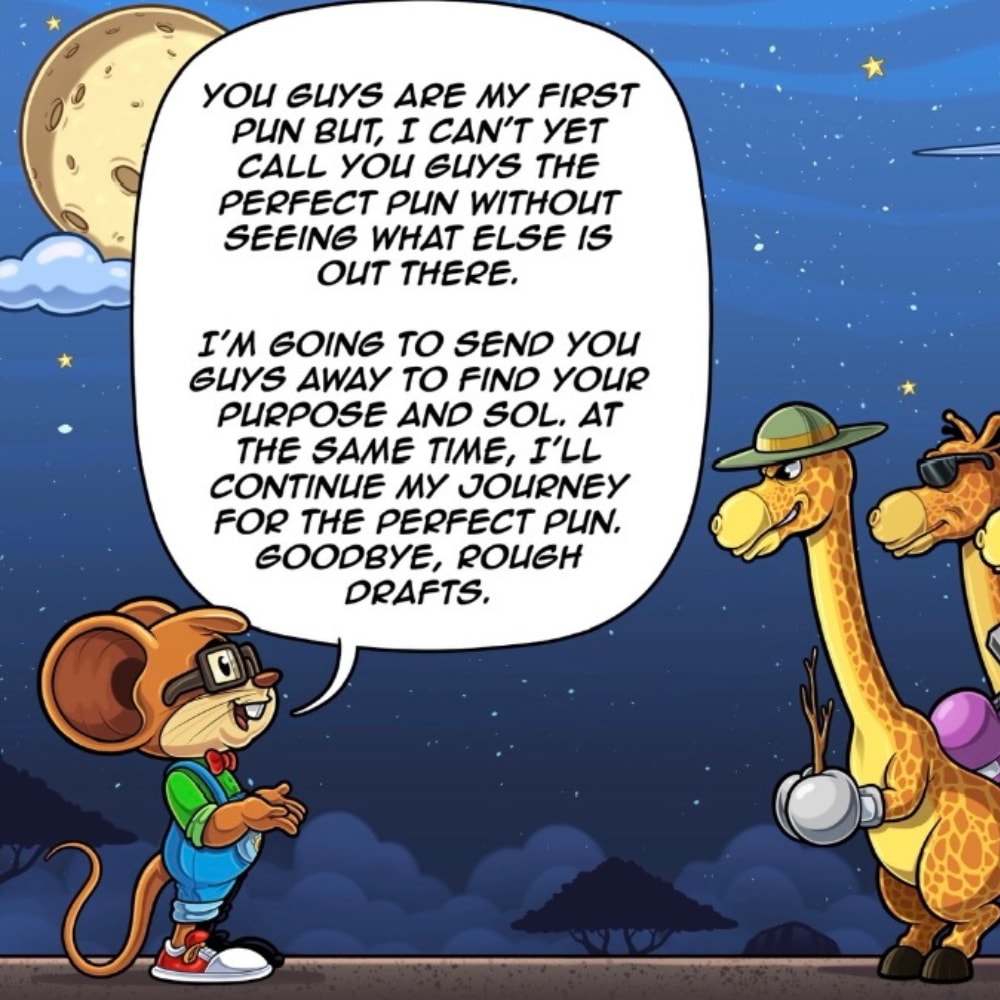 YOU GUYS ARE MY FIRST
PUN BUT, I CAN'T YET
CALL YOU GUYS THE
PERFECT PUN WITHOUT
SEEING WHAT ELSE IS
OUT THERE.
I'M GOING TO SEND YOU
GUYS AWAY TO FIND YOUR
PURPOSE AND SOL. AT
THE SAME TIME, I'LL
CONTINUE MY JOURNEY
FOR THE PERFECT PUN.
GOODBYE, ROUGH
DRAFTS.